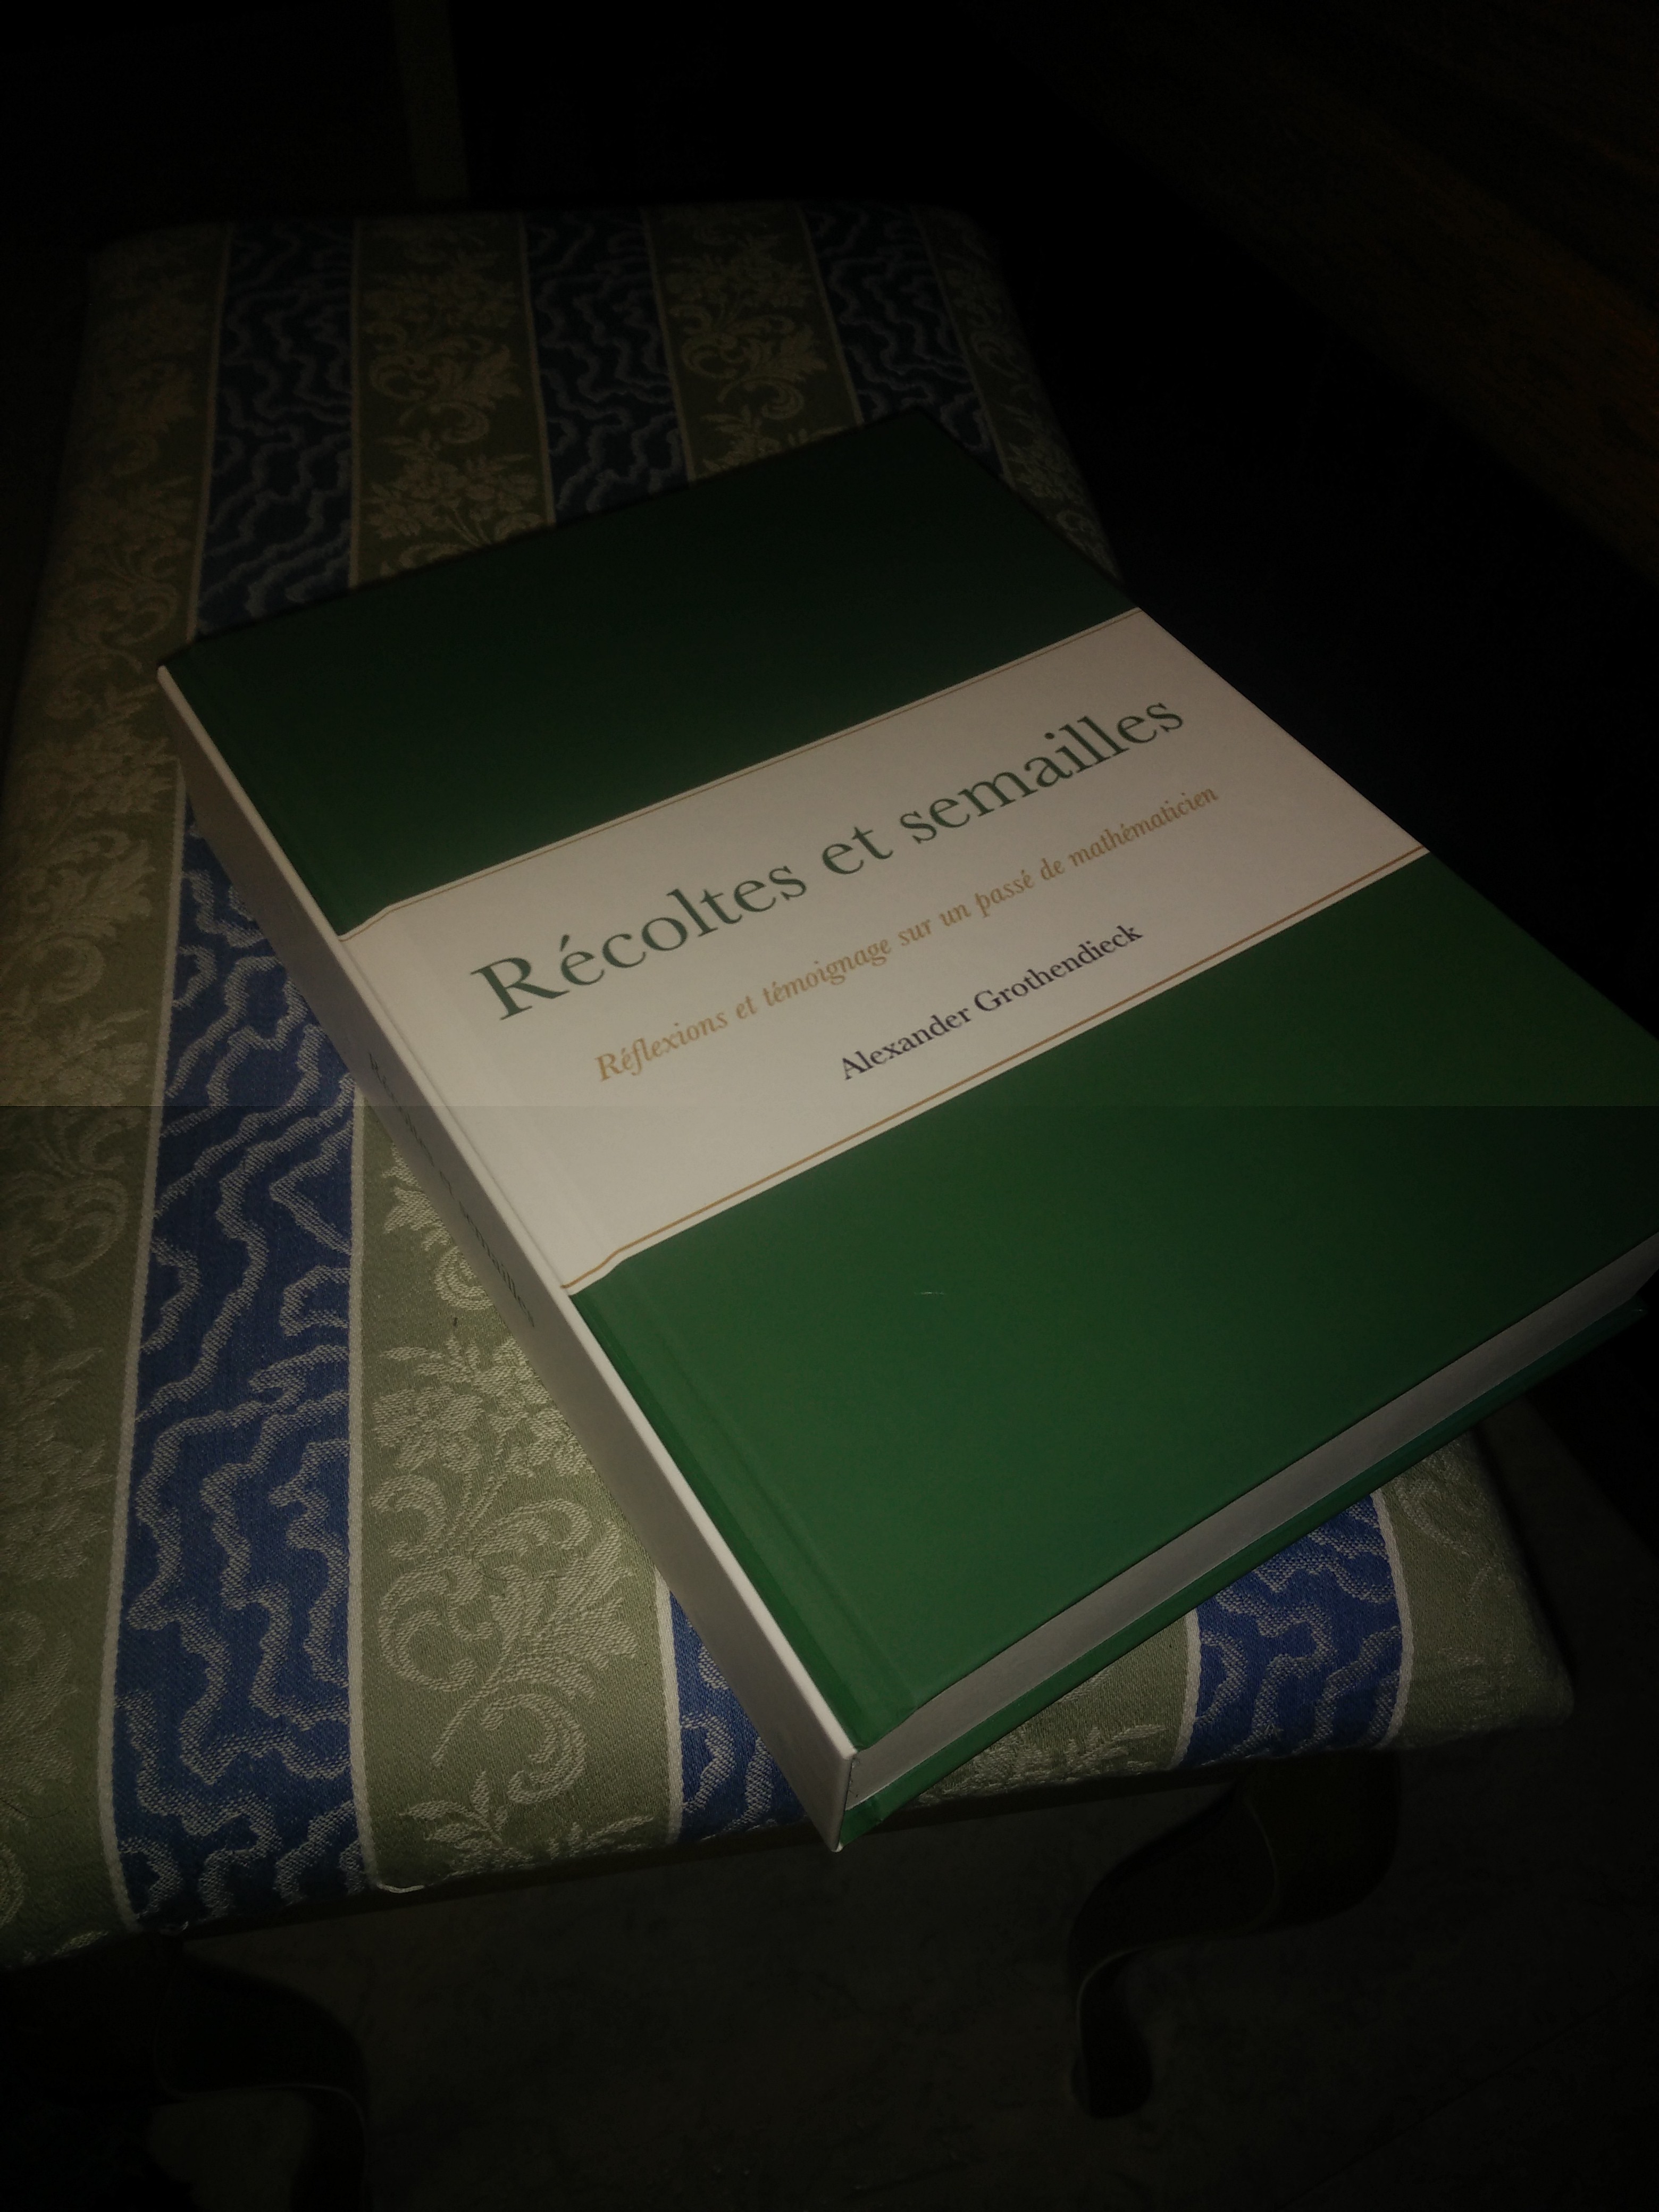 Récoltes et semailles
Réflexions et témoignage sur un passé de mathématicien
Alexander Grothendieck
Récoltes et semailles